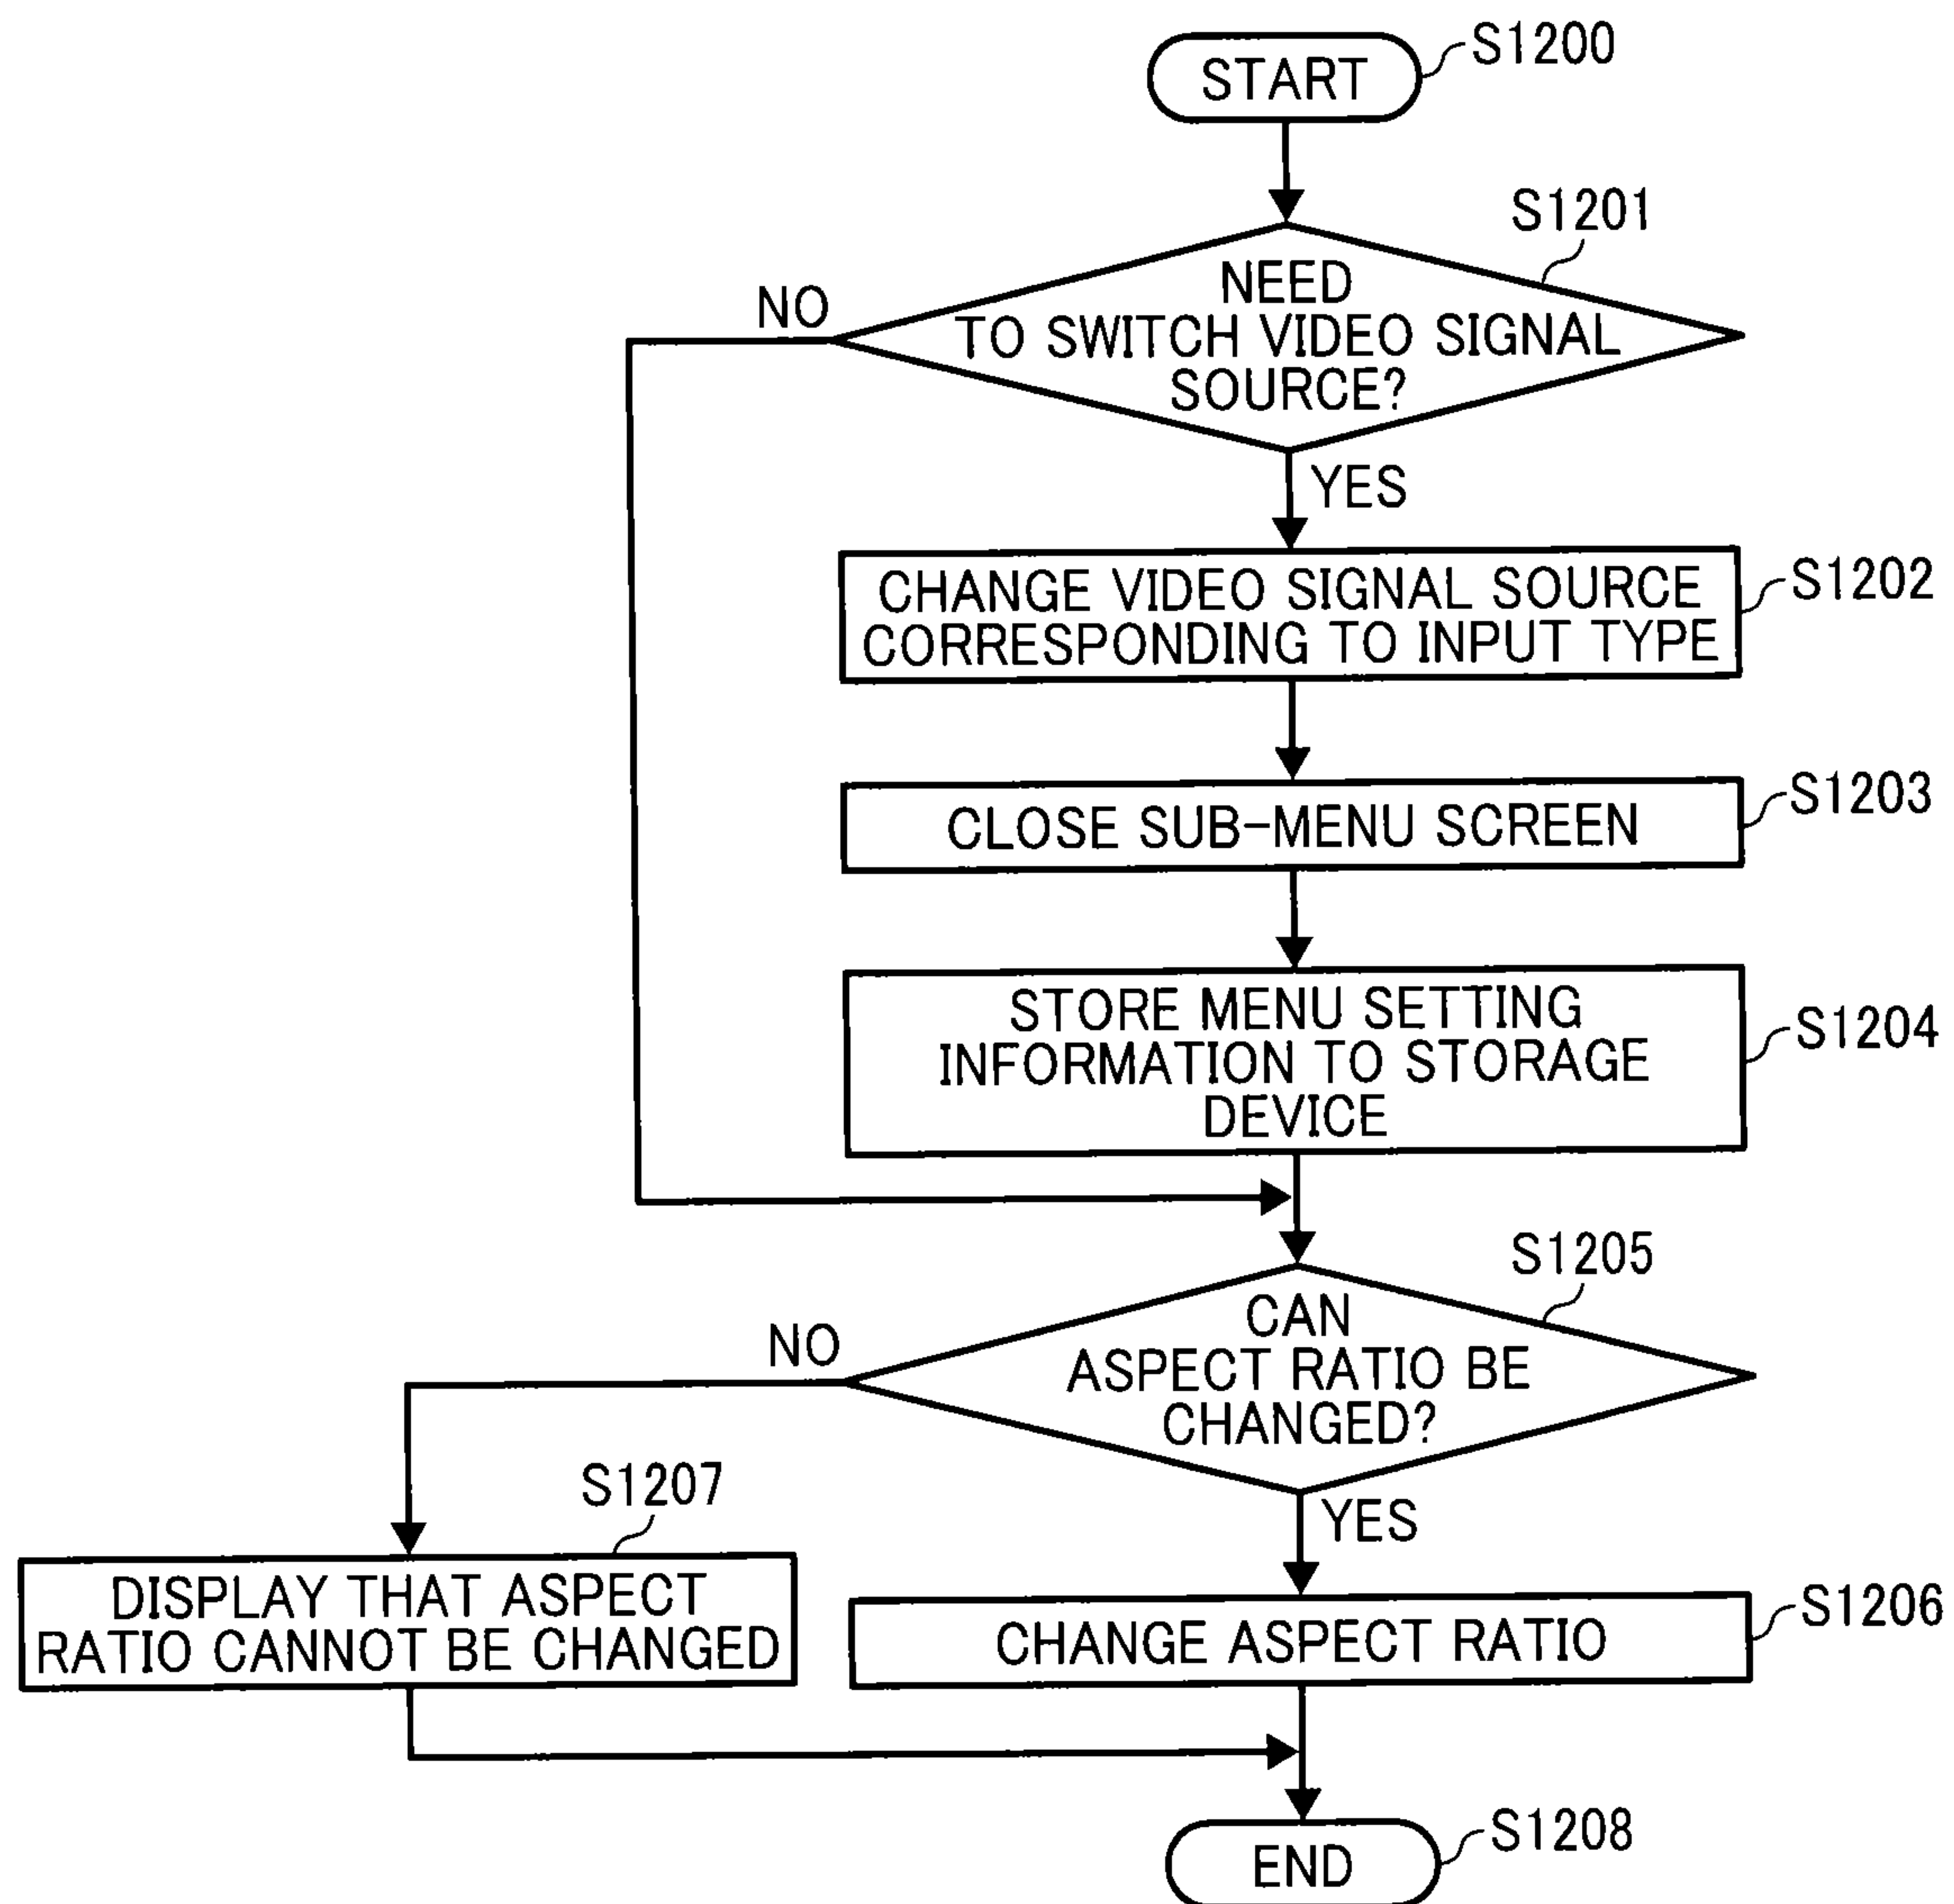 START
S1200
S1201
NEED
TO SWITCH VIDEO SIGNAL
SOURCE?
NO
YES
CHANGE VIDEO SIGNAL SOURCE
CORRESPONDING TO INPUT TYPE
S1202
CLOSE SUB-MENU SCREEN
S1203
STORE MENU SETTING
INFORMATION TO STORAGE
DEVICE
S1204
S1205
CAN
ASPECT RATIO BE
CHANGED?
NO
YES
S1207
DISPLAY THAT ASPECT
RATIO CANNOT BE CHANGED
CHANGE ASPECT RATIO
S1206
END
S1208